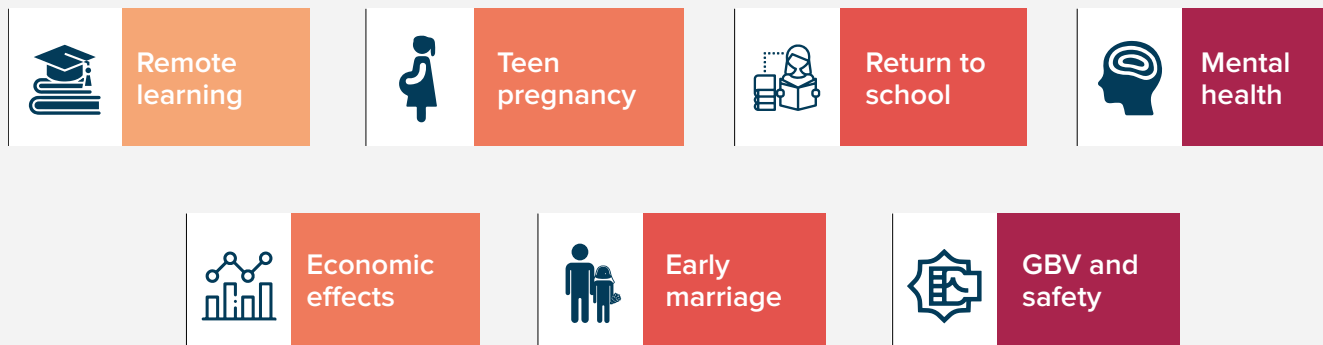 Remote
learning
Teen
pregnancy
Return to
school
Mental
health
Economic
effects
Early
marriage
GBV and
safety